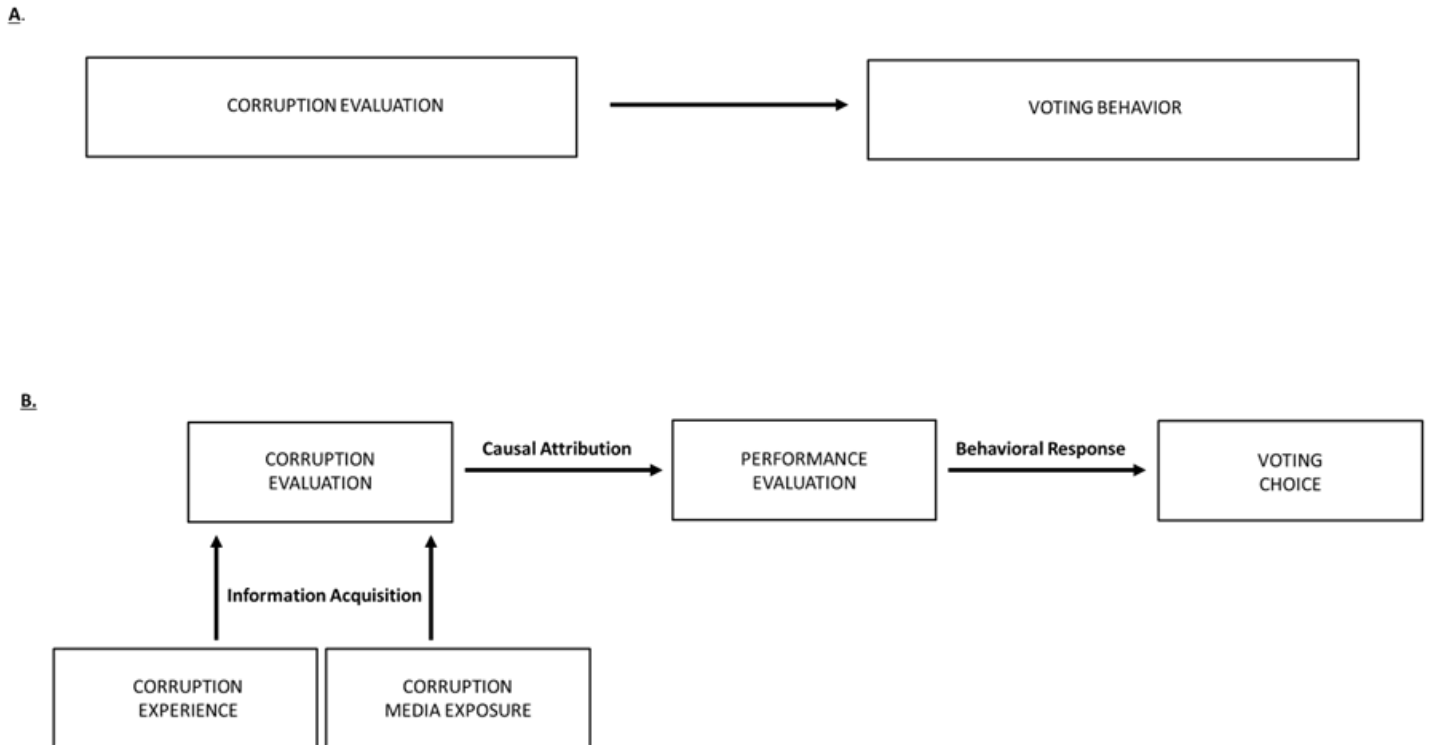 A.
CORRUPTION EVALUATION
VOTING BEHAVIOR
B.
CORRUPTION
EVALUATION
Causal Attribution
PERFORMANCE
EVALUATION
Behavioral Response
VOTING
CHOICE
Information Acquisition
CORRUPTION
EXPERIENCE
CORRUPTION
MEDIA EXPOSURE